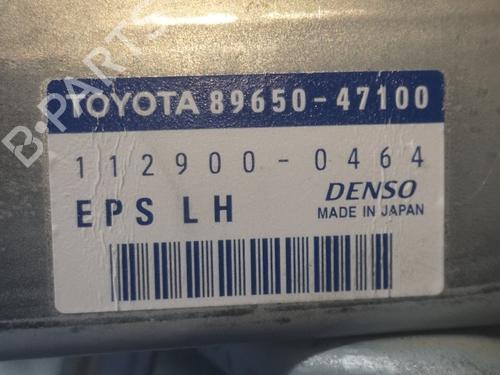 B-PARTS
TOYOTA 89650-47100
112900-0464
EPS LH
DENSO
MADE IN JAPAN